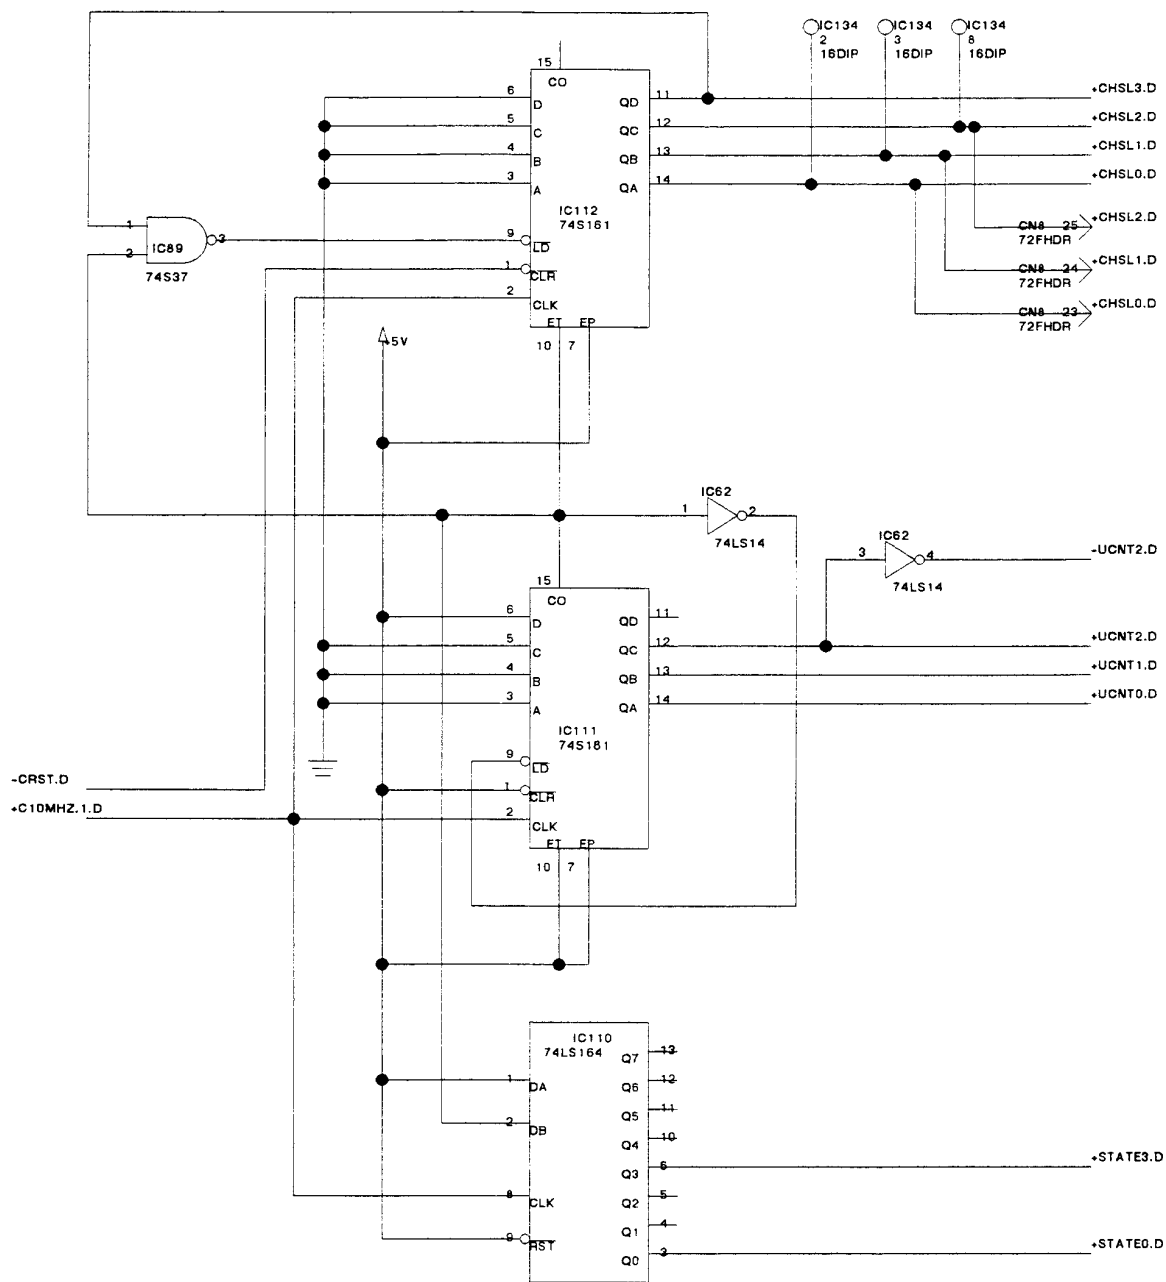 IC134
2
16DIP
IC134
3
16DIP
IC134
8
16DIP
15
CO
6
D
QD
11
+CHSL3.D
5
C
QC
12
+CHSL2.D
4
B
QB
13
+CHSL1.D
3
A
QA
14
+CHSL0.D
IC112
74S161
1
2
IC89
3
74S37
9
LD
1
CLR
2
CLK
ET
EP
10
7
CN8
25
72FHDR
+CHSL2.D
CN8
24
72FHDR
+CHSL1.D
CN8
23
72FHDR
+CHSL0.D
+5V
IC62
1
2
74LS14
IC62
3
4
74LS14
-UCNT2.D
15
CO
6
D
QD
11
5
C
QC
12
+UCNT2.D
4
B
QB
13
+UCNT1.D
3
A
QA
14
+UCNT0.D
IC111
74S181
9
LD
-CRST.D
1
CLR
+C10MHZ.1.D
2
CLK
ET
EP
10
7
IC110
74LS164
Q7
13
1
DA
Q6
12
Q5
11
2
DB
Q4
10
Q3
6
+STATE3.D
8
CLK
Q2
5
Q1
4
9
RST
Q0
3
+STATE0.D